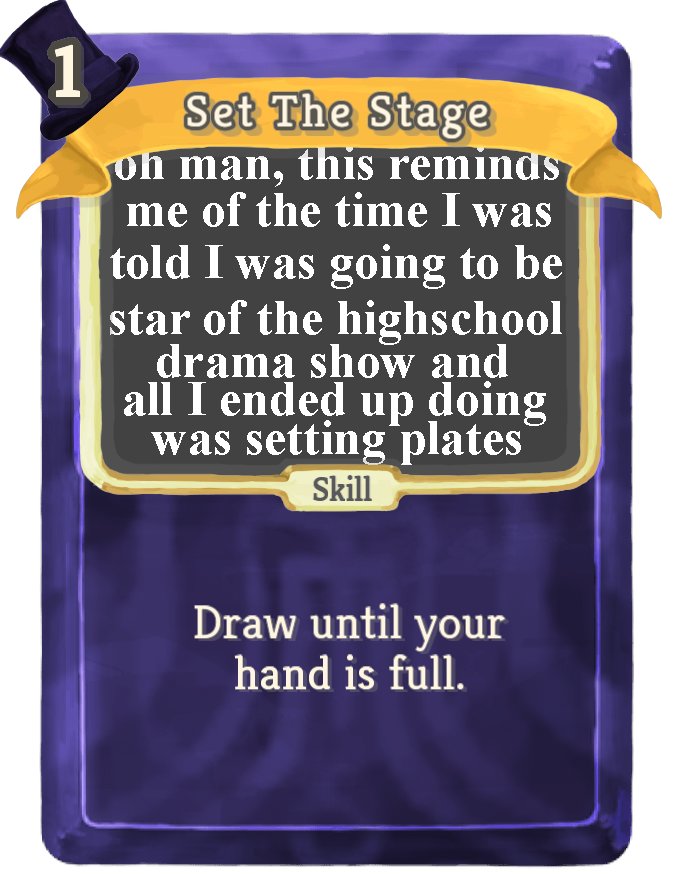 1
Set The Stage
oh man, this reminds
me of the time I was
told I was going to be
star of the highschool
drama show and
all I ended up doing
was setting plates
Skill
Draw until your
hand is full.